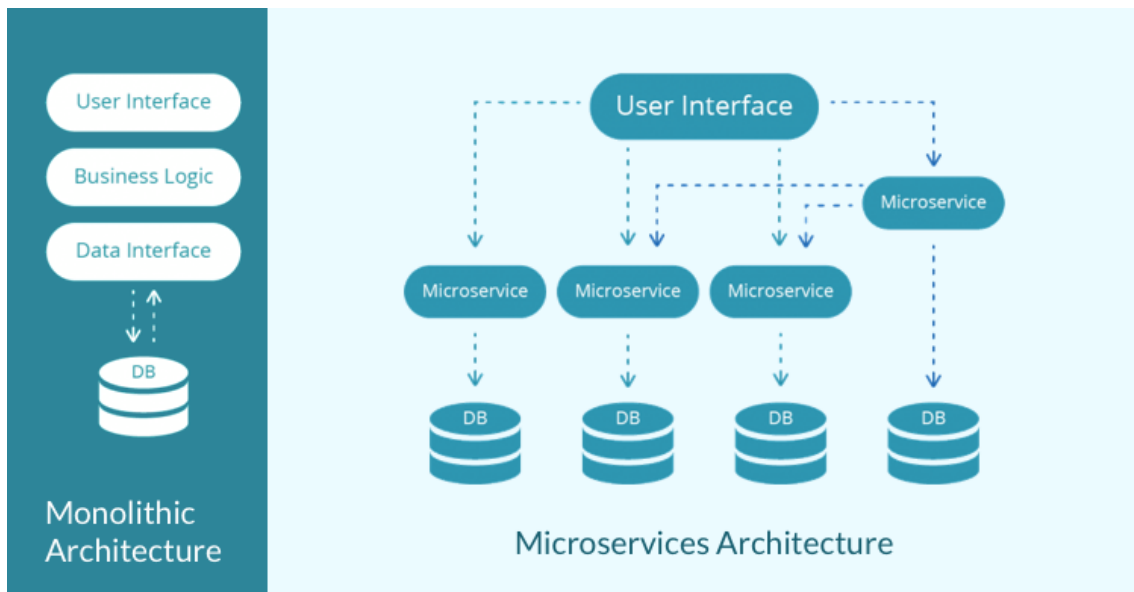 User Interface
Business Logic
Data Interface
DB
Monolithic
Architecture
User Interface
Microservice
Microservice
Microservice
Microservice
DB
DB
DB
DB
Microservices Architecture